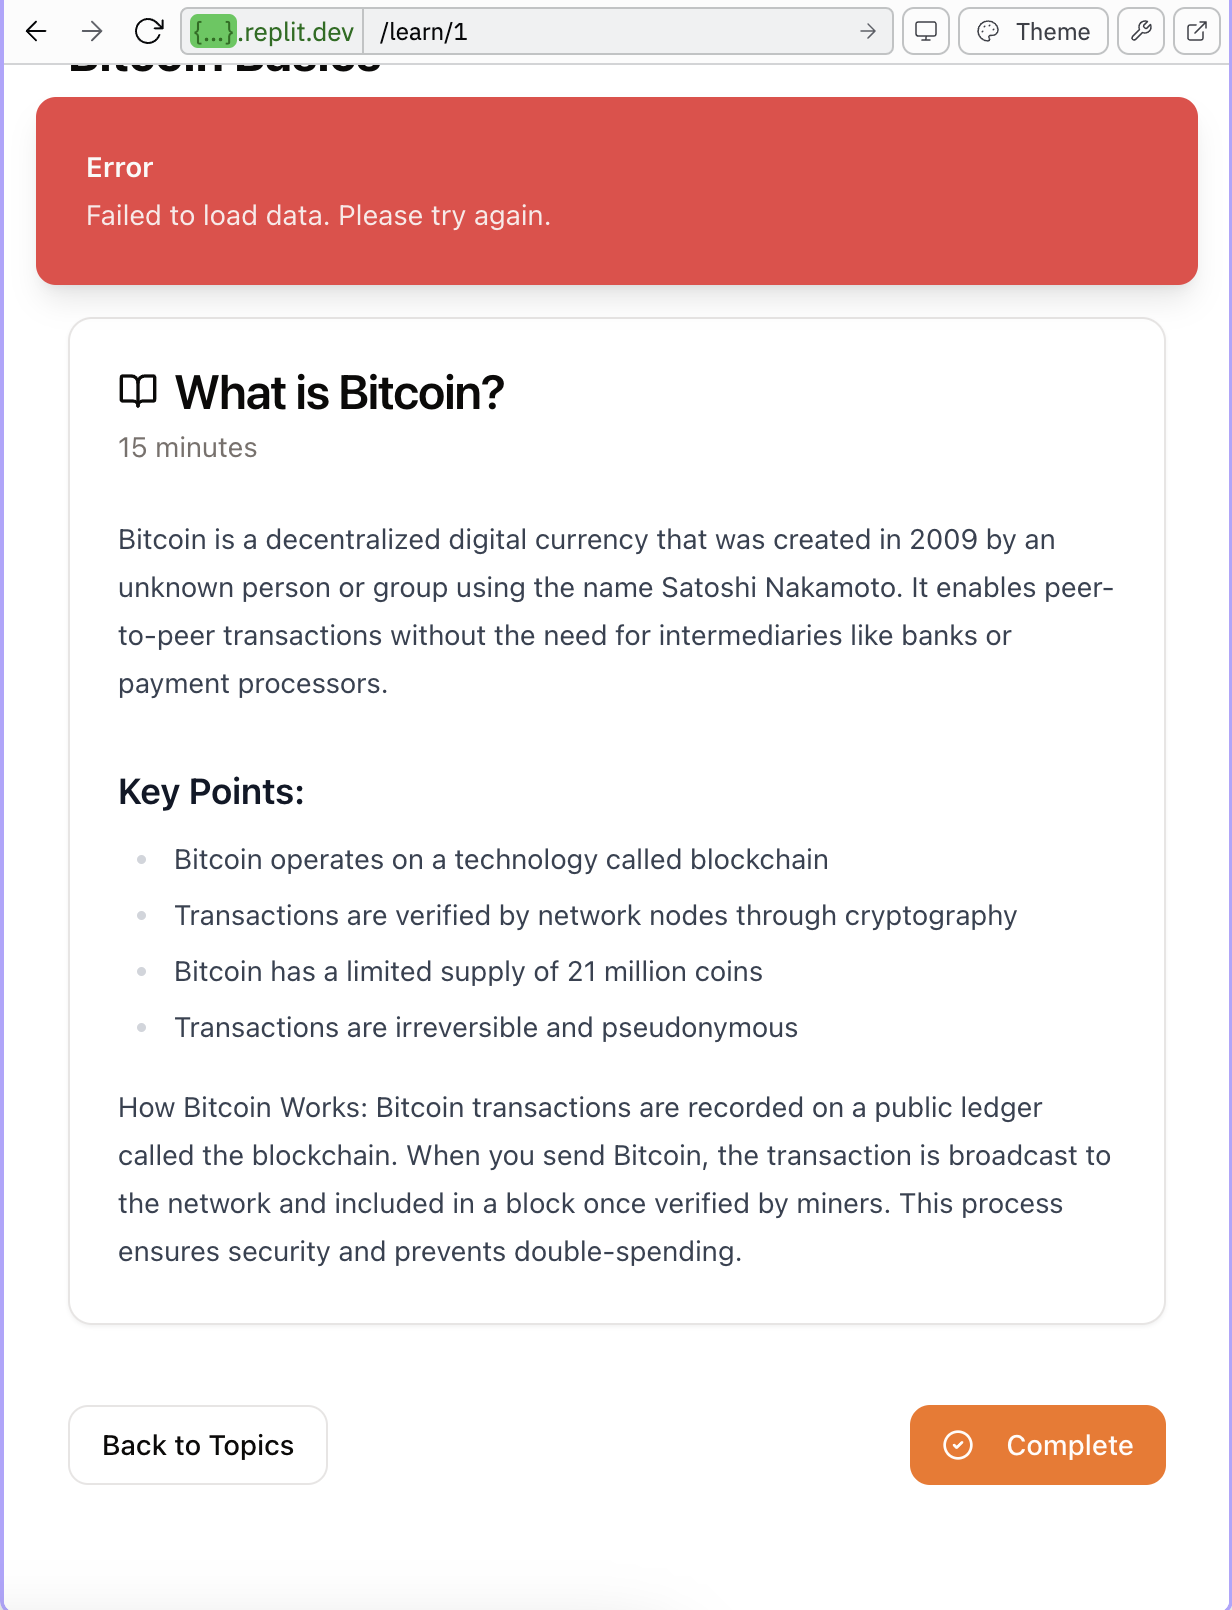 {...}.replit.dev /learn/1 Theme
Bitcoin Basics
Error
Failed to load data. Please try again.
What is Bitcoin?
15 minutes
Bitcoin is a decentralized digital currency that was created in 2009 by an
unknown person or group using the name Satoshi Nakamoto. It enables peer-
to-peer transactions without the need for intermediaries like banks or
payment processors.
Key Points:
Bitcoin operates on a technology called blockchain
Transactions are verified by network nodes through cryptography
Bitcoin has a limited supply of 21 million coins
Transactions are irreversible and pseudonymous
How Bitcoin Works: Bitcoin transactions are recorded on a public ledger
called the blockchain. When you send Bitcoin, the transaction is broadcast to
the network and included in a block once verified by miners. This process
ensures security and prevents double-spending.
Back to Topics
Complete